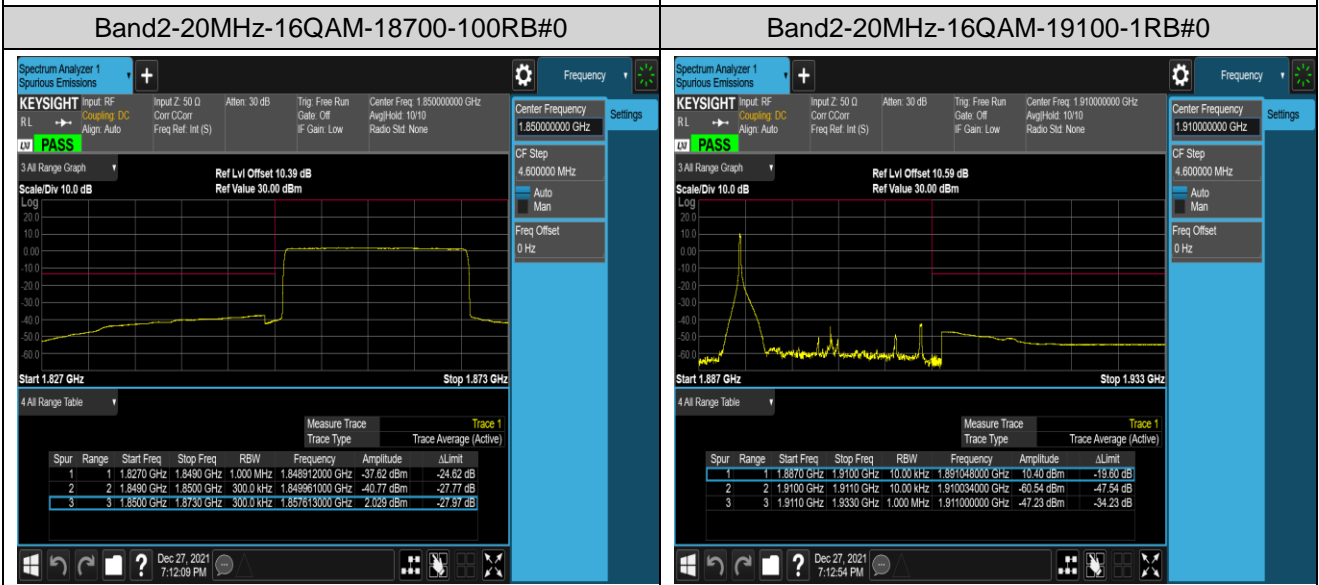 Band2-20MHz-16QAM-18700-100RB#0
Spectrum Analyzer 1
Spurious Emissions
+
Frequency
KEYSIGHT Input: RF Input Z: 50 Ω Atten: 30 dB Trig: Free Run Center Freq: 1.850000000 GHz
RL Coupling: DC Corr CCorr Gate: Off Avg|Hold: 10/10
Align: Auto Freq Ref: Int (S) IF Gain: Low Radio Std: None
LXI PASS
Center Frequency
1.850000000 GHz
Settings
CF Step
4.600000 MHz
Auto
Man
Freq Offset
0 Hz
3 All Range Graph
Ref Lvl Offset 10.39 dB
Scale/Div 10.0 dB Ref Value 30.00 dBm
Log
20.0
10.0
0.00
-10.0
-20.0
-30.0
-40.0
-50.0
-60.0
Start 1.827 GHz Stop 1.873 GHz
4 All Range Table
Measure Trace Trace 1
Trace Type Trace Average (Active)
Spur Range Start Freq Stop Freq RBW Frequency Amplitude ΔLimit
1 1 1.8270 GHz 1.8490 GHz 1.000 MHz 1.848912000 GHz -37.62 dBm -24.62 dB
2 2 1.8490 GHz 1.8500 GHz 300.0 kHz 1.849961000 GHz -40.77 dBm -27.77 dB
3 3 1.8500 GHz 1.8730 GHz 300.0 kHz 1.857613000 GHz 2.029 dBm -27.97 dB
? Dec 27, 2021
7:12:09 PM
Band2-20MHz-16QAM-19100-1RB#0
Spectrum Analyzer 1
Spurious Emissions
+
Frequency
KEYSIGHT Input: RF Input Z: 50 Ω Atten: 30 dB Trig: Free Run Center Freq: 1.910000000 GHz
RL Coupling: DC Corr CCorr Gate: Off Avg|Hold: 10/10
Align: Auto Freq Ref: Int (S) IF Gain: Low Radio Std: None
LXI PASS
Center Frequency
1.910000000 GHz
Settings
CF Step
4.600000 MHz
Auto
Man
Freq Offset
0 Hz
3 All Range Graph
Ref Lvl Offset 10.59 dB
Scale/Div 10.0 dB Ref Value 30.00 dBm
Log
20.0
10.0
0.00
-10.0
-20.0
-30.0
-40.0
-50.0
-60.0
Start 1.887 GHz Stop 1.933 GHz
4 All Range Table
Measure Trace Trace 1
Trace Type Trace Average (Active)
Spur Range Start Freq Stop Freq RBW Frequency Amplitude ΔLimit
1 1 1.8870 GHz 1.9100 GHz 10.00 kHz 1.891048000 GHz 10.40 dBm -19.60 dB
2 2 1.9100 GHz 1.9110 GHz 10.00 kHz 1.910034000 GHz -60.54 dBm -47.54 dB
3 3 1.9110 GHz 1.9330 GHz 1.000 MHz 1.911000000 GHz -47.23 dBm -34.23 dB
? Dec 27, 2021
7:12:54 PM